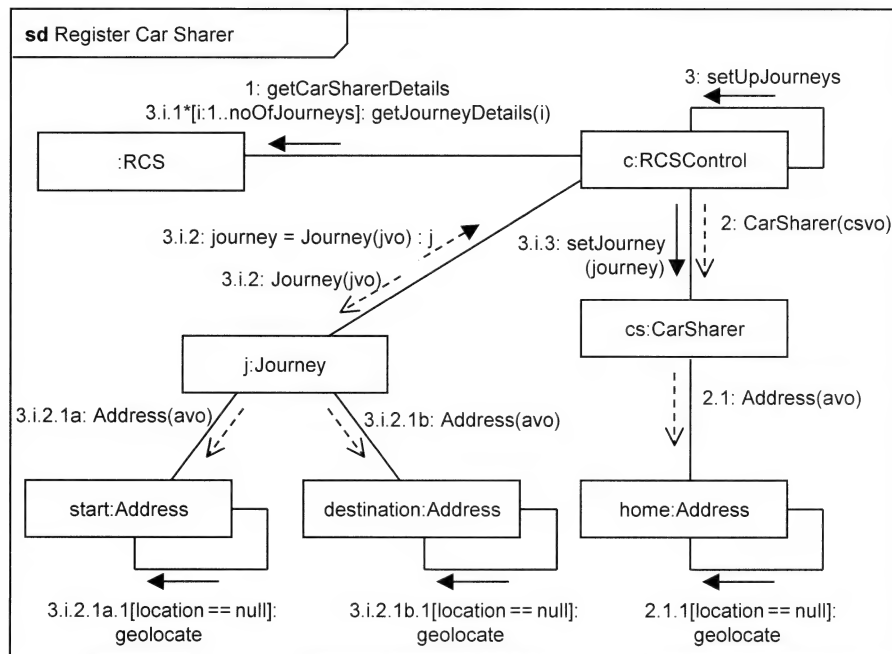 sd Register Car Sharer
1: getCarSharerDetails
3.i.1*[i:1..noOfJourneys]: getJourneyDetails(i)
3: setUpJourneys
:RCS
c:RCSControl
3.i.2: journey = Journey(jvo) : j
3.i.2: Journey(jvo)
3.i.3: setJourney
(journey)
2: CarSharer(csvo)
j:Journey
cs:CarSharer
3.i.2.1a: Address(avo)
3.i.2.1b: Address(avo)
2.1: Address(avo)
start:Address
destination:Address
home:Address
3.i.2.1a.1[location == null]:
geolocate
3.i.2.1b.1[location == null]:
geolocate
2.1.1[location == null]:
geolocate